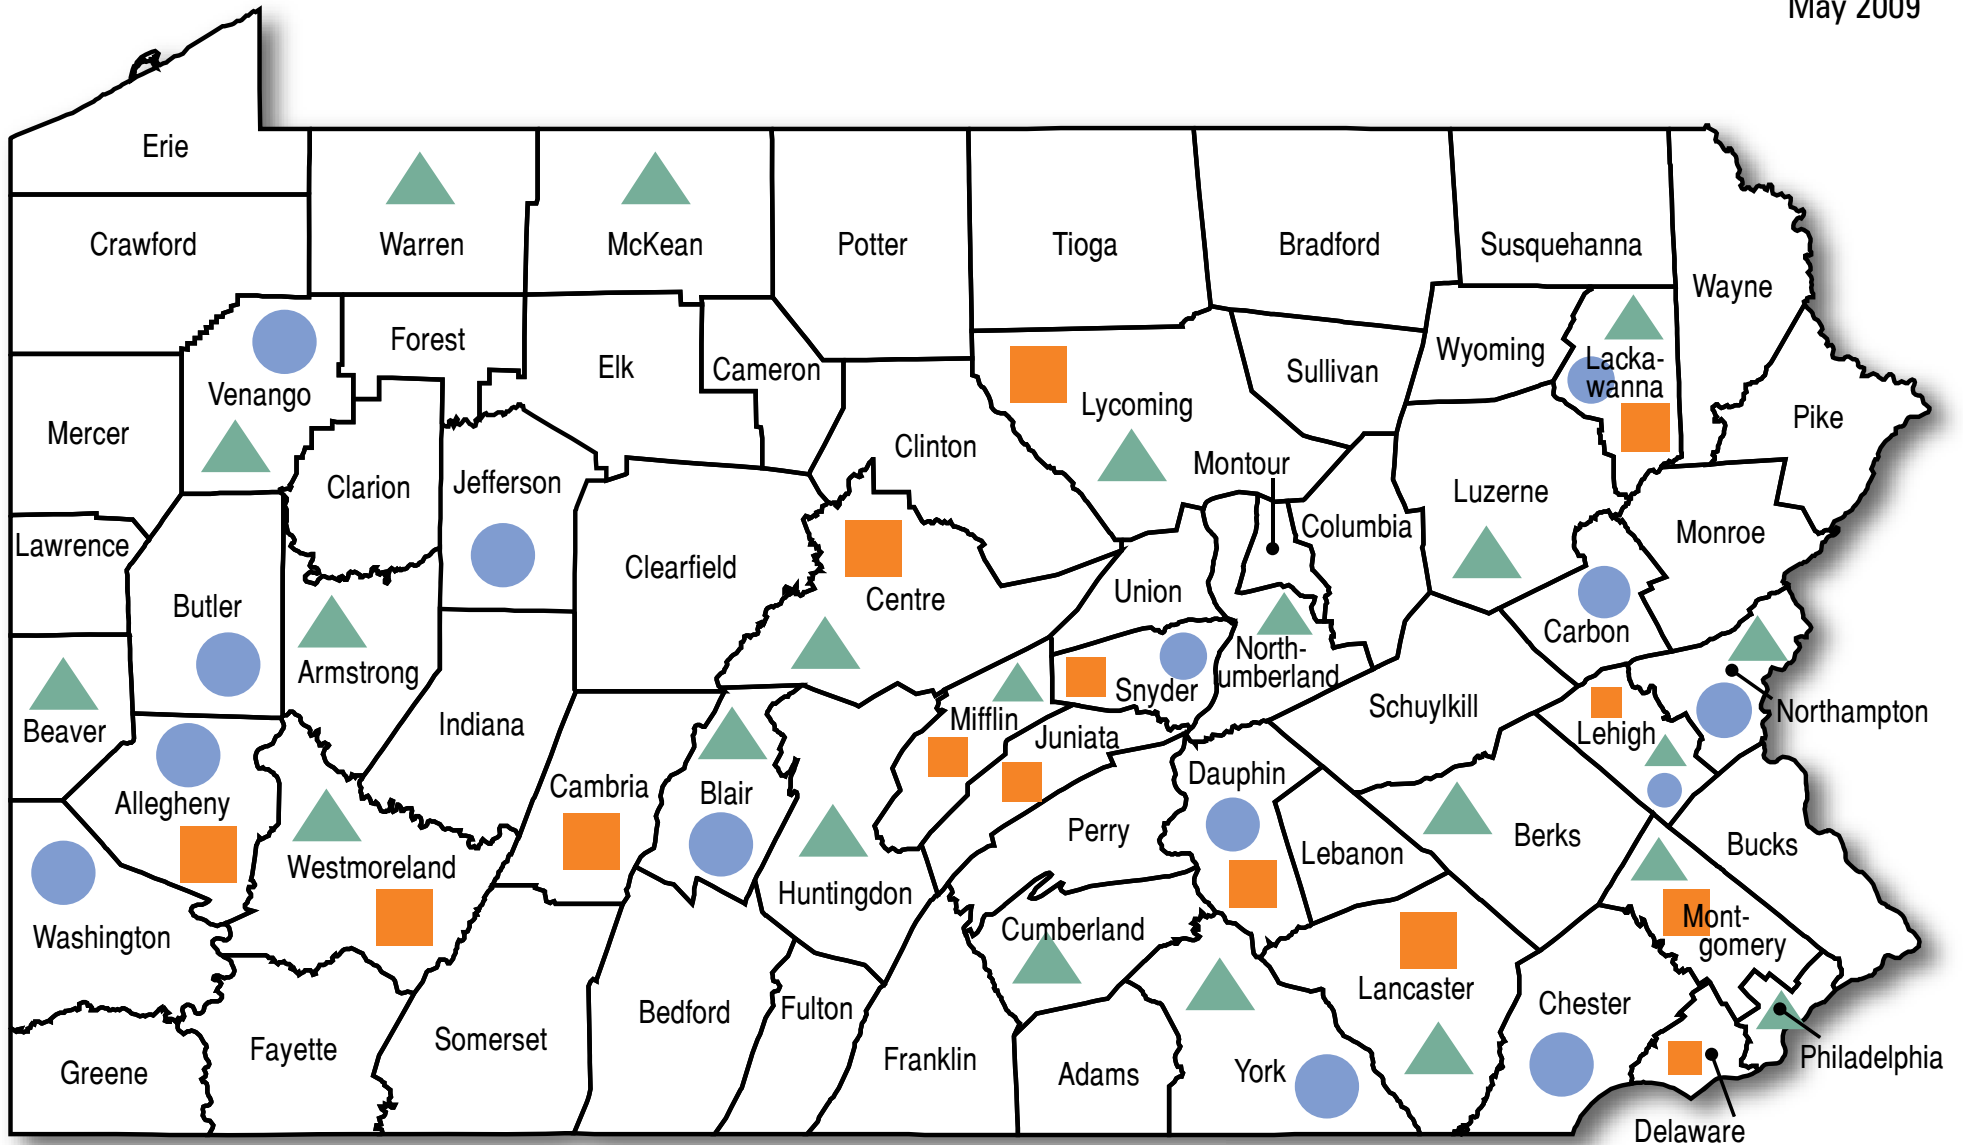 May 2009
Erie
Crawford
Warren
McKean
Potter
Tioga
Bradford
Susquehanna
Wayne
Forest
Elk
Cameron
Venango
Mercer
Lycoming
Sullivan
Wyoming
Lacka-
wanna
Pike
Clinton
Montour
Clarion
Jefferson
Luzerne
Columbia
Monroe
Lawrence
Clearfield
Centre
Union
Butler
Carbon
Armstrong
North-
umberland
Snyder
Schuylkill
Northampton
Beaver
Indiana
Mifflin
Juniata
Lehigh
Allegheny
Cambria
Blair
Dauphin
Perry
Berks
Bucks
Lebanon
Westmoreland
Huntingdon
Washington
Cumberland
Mont-
gomery
Lancaster
Chester
Bedford
Fulton
Somerset
Fayette
Greene
Franklin
Adams
York
Philadelphia
Delaware